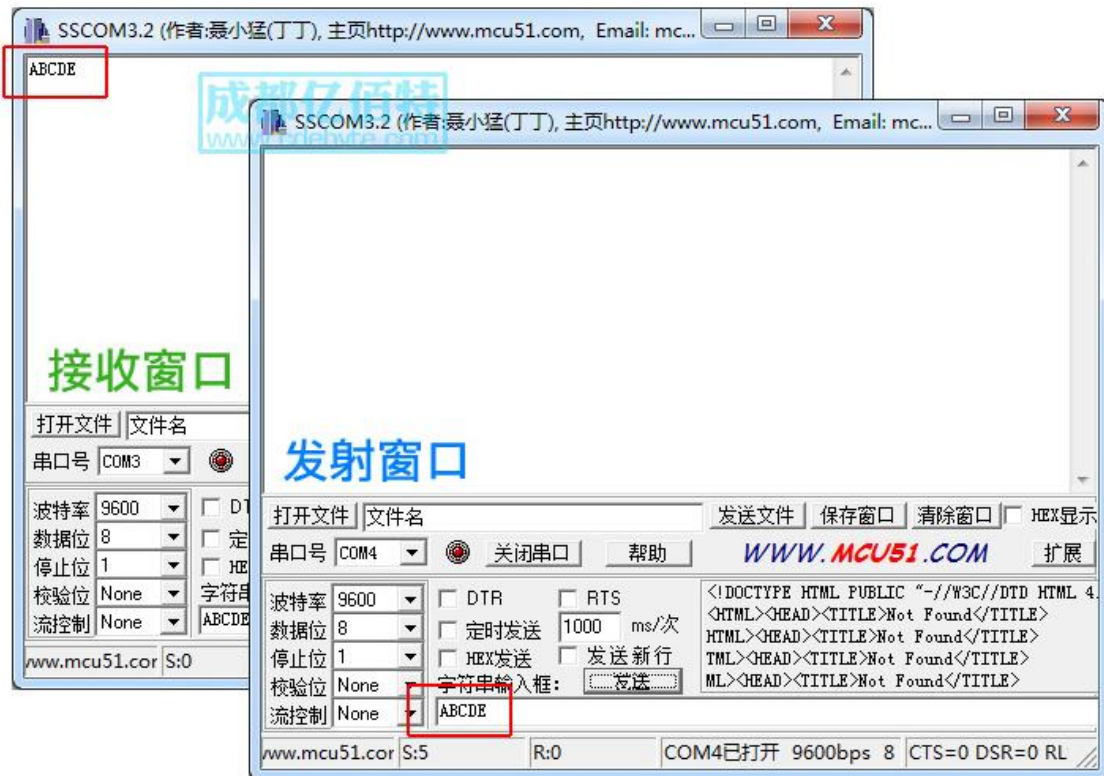 SSCOM3.2 (作者:聂小猛(丁丁), 主页http://www.mcu51.com, Email: mc...
ABCDE
成都亿佰特
www.cdebyte.com
接收窗口
打开文件 文件名
串口号 COM3
波特率 9600 DT
数据位 8 定
停止位 1 HE
校验位 None 字符串
流控制 None ABCDE
www.mcu51.cor S:0
SSCOM3.2 (作者:聂小猛(丁丁), 主页http://www.mcu51.com, Email: mc...
发射窗口
打开文件 文件名 发送文件 保存窗口 清除窗口 HEX显示
串口号 COM4 关闭串口 帮助 WWW.MCU51.COM 扩展
波特率 9600 DTR RTS
数据位 8 定时发送 1000 ms/次
停止位 1 HEX发送 发送新行
校验位 None 字符串输入框: 发送
流控制 None ABCDE
<!DOCTYPE HTML PUBLIC "-//W3C//DTD HTML 4.
<HTML><HEAD><TITLE>Not Found</TITLE>
HTML><HEAD><TITLE>Not Found</TITLE>
TML><HEAD><TITLE>Not Found</TITLE>
ML><HEAD><TITLE>Not Found</TITLE>
www.mcu51.cor S:5 R:0 COM4已打开 9600bps 8 CTS=0 DSR=0 RL